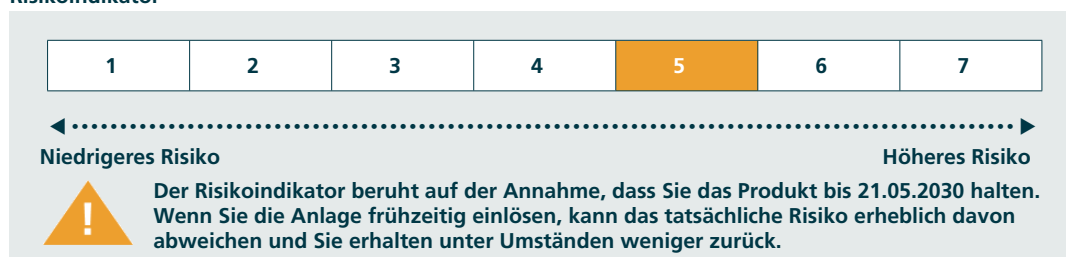 Risikoindikator
1 2 3 4 5 6 7
Niedrigeres Risiko Höheres Risiko
! Der Risikoindikator beruht auf der Annahme, dass Sie das Produkt bis 21.05.2030 halten.
Wenn Sie die Anlage frühzeitig einlösen, kann das tatsächliche Risiko erheblich davon
abweichen und Sie erhalten unter Umständen weniger zurück.